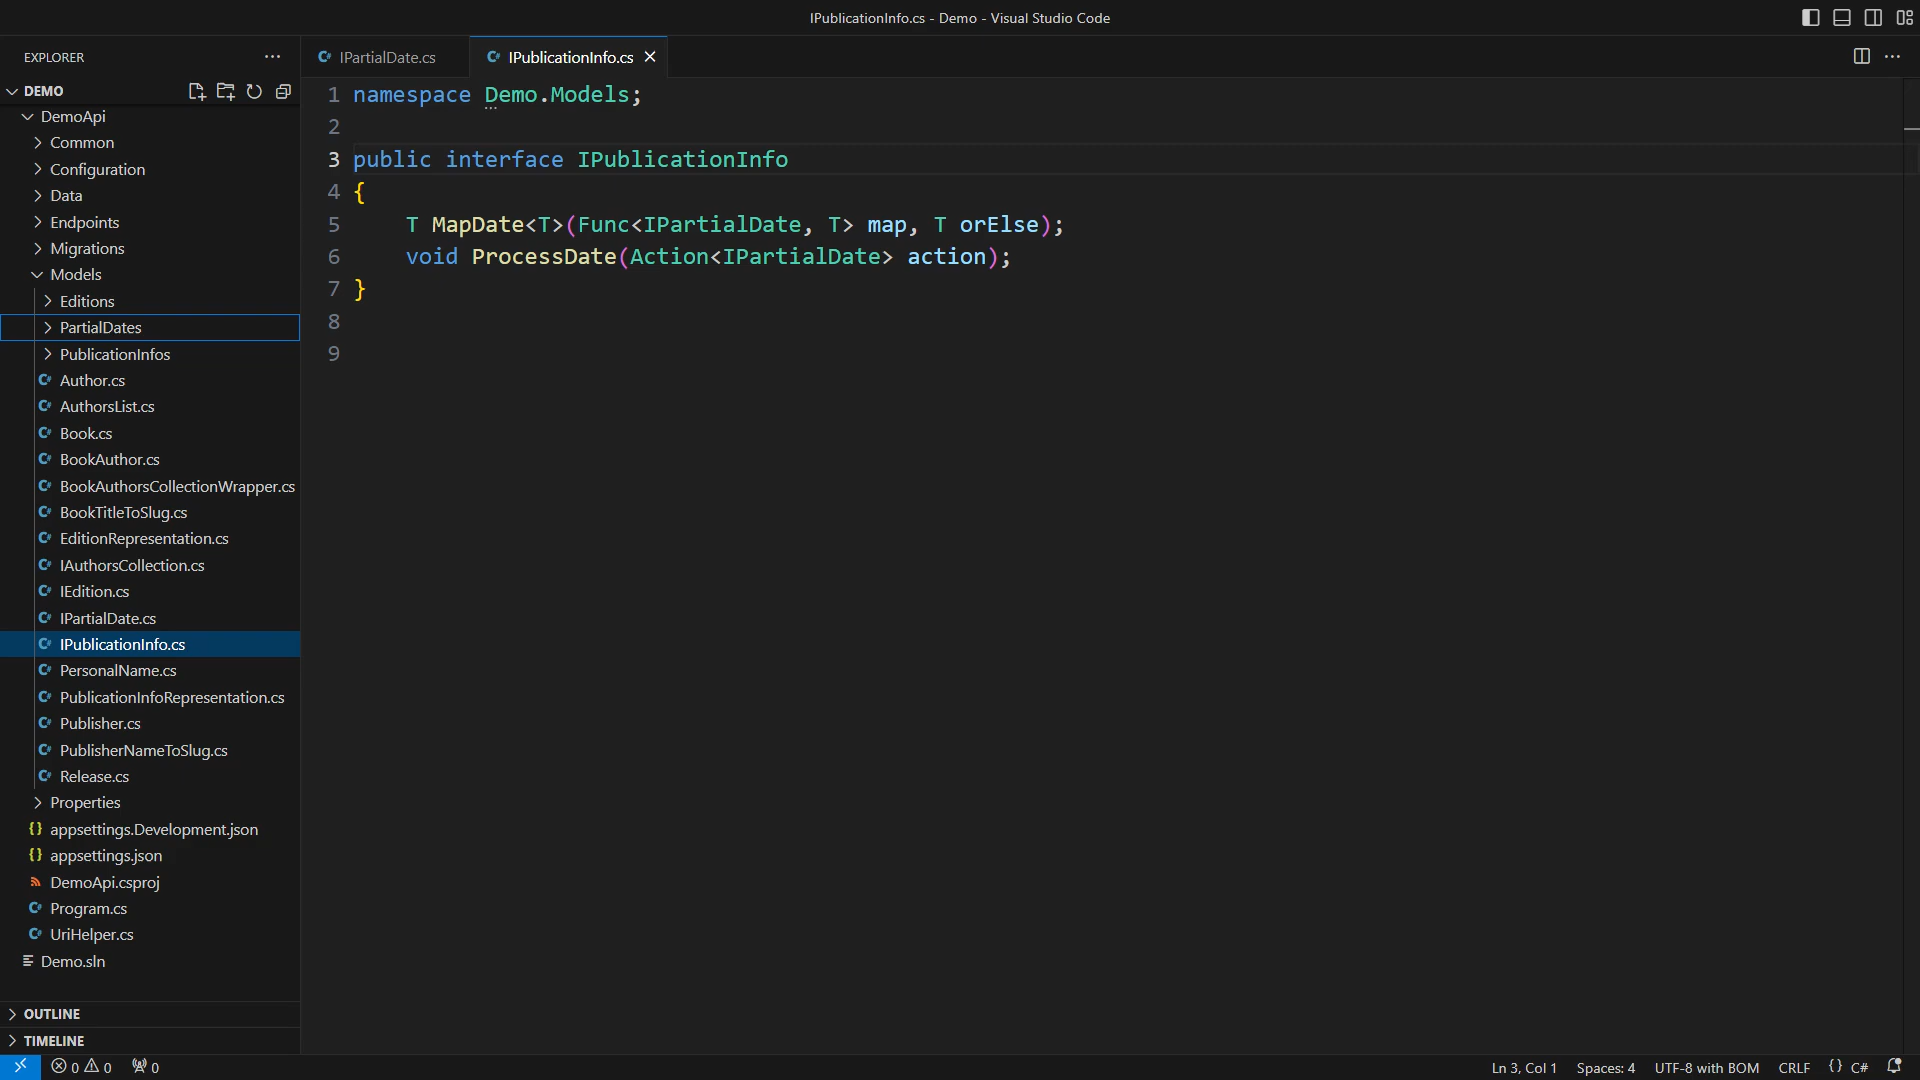 IPublicationInfo.cs - Demo - Visual Studio Code
EXPLORER
DEMO
DemoApi
Common
Configuration
Data
Endpoints
Migrations
Models
Editions
PartialDates
PublicationInfos
Author.cs
AuthorsList.cs
Book.cs
BookAuthor.cs
BookAuthorsCollectionWrapper.cs
BookTitleToSlug.cs
EditionRepresentation.cs
IAuthorsCollection.cs
IEdition.cs
IPartialDate.cs
IPublicationInfo.cs
PersonalName.cs
PublicationInfoRepresentation.cs
Publisher.cs
PublisherNameToSlug.cs
Release.cs
Properties
appsettings.Development.json
appsettings.json
DemoApi.csproj
Program.cs
UriHelper.cs
Demo.sln
OUTLINE
TIMELINE
IPartialDate.cs
IPublicationInfo.cs
1 namespace Demo.Models;
2
3 public interface IPublicationInfo
4 {
5     T MapDate<T>(Func<IPartialDate, T> map, T orElse);
6     void ProcessDate(Action<IPartialDate> action);
7 }
8
9
0 0 0
Ln 3, Col 1 Spaces: 4 UTF-8 with BOM CRLF {} C#